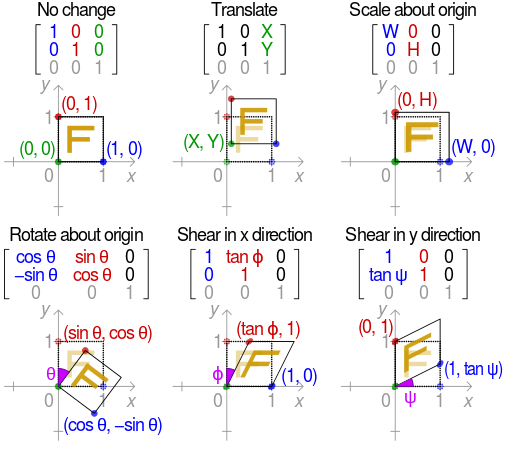 No change
1 0 0
0 1 0
0 0 1
y
(0, 1)
1
(0, 0)
(1, 0)
0
1
x
Translate
1 0 X
0 1 Y
0 0 1
y
1
(X, Y)
0
1
x
Scale about origin
W 0 0
0 H 0
0 0 1
y
(0, H)
1
(W, 0)
0
1
x
Rotate about origin
cos θ sin θ 0
−sin θ cos θ 0
0 0 1
y
(sin θ, cos θ)
1
θ
0
1
x
(cos θ, −sin θ)
Shear in x direction
1 tan ϕ 0
0 1 0
0 0 1
y
(tan ϕ, 1)
1
ϕ
(1, 0)
0
1
x
Shear in y direction
1 0 0
tan ψ 1 0
0 0 1
y
(0, 1)
1
(1, tan ψ)
0
ψ
1
x
F
F
F
F
F
F